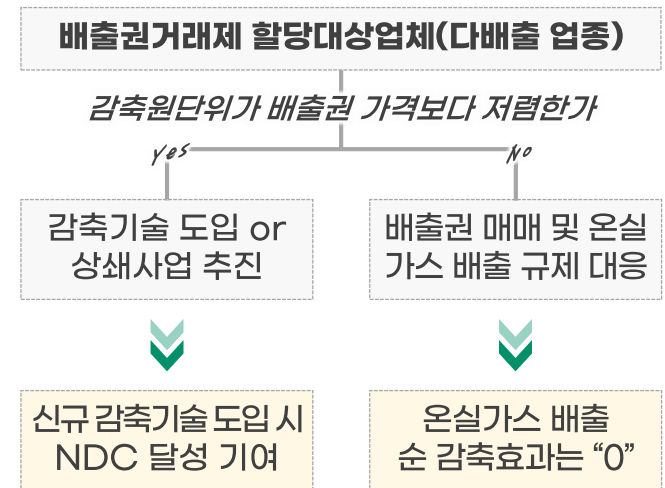 배출권거래제 할당대상업체(다배출 업종)
감축원단위가 배출권 가격보다 저렴한가
Yes
No
감축기술 도입 or
상쇄사업 추진
배출권 매매 및 온실
가스 배출 규제 대응
신규 감축기술 도입 시
NDC 달성 기여
온실가스 배출
순 감축효과는 “0”